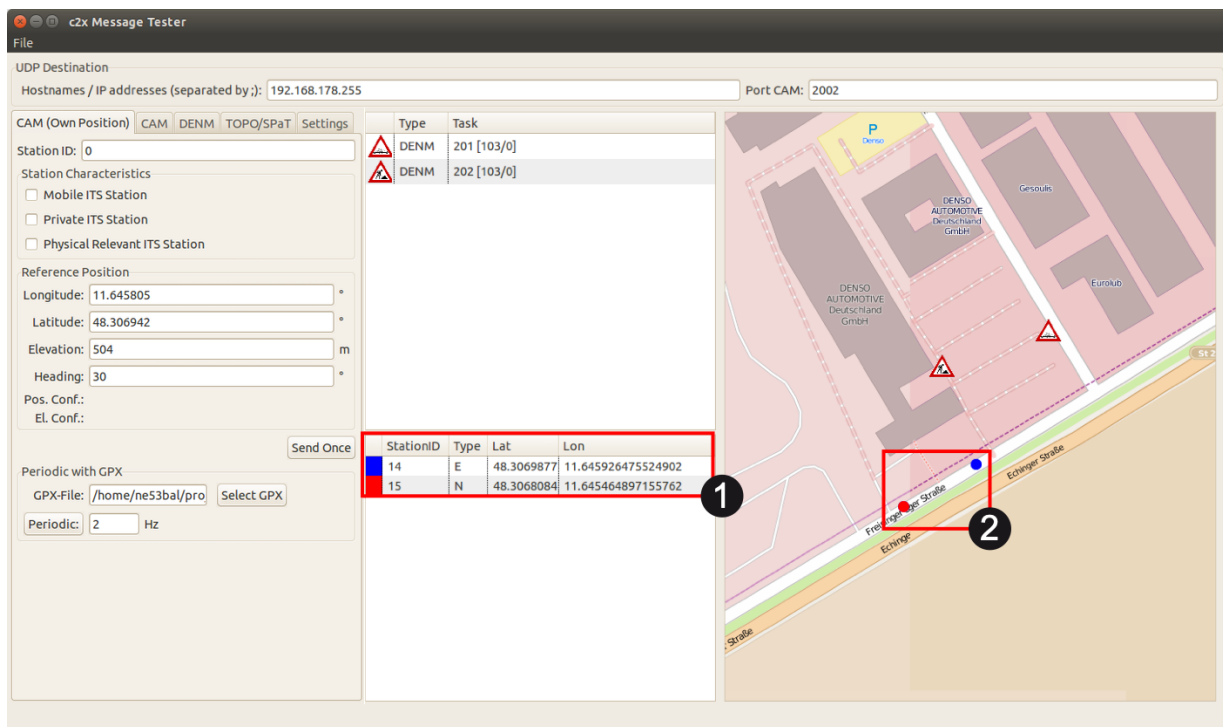 c2x Message Tester
File
UDP Destination
Hostnames / IP addresses (separated by ;): 192.168.178.255 Port CAM: 2002
CAM (Own Position) CAM DENM TOPO/SPaT Settings
Station ID: 0
Station Characteristics
Mobile ITS Station
Private ITS Station
Physical Relevant ITS Station
Reference Position
Longitude: 11.645805 °
Latitude: 48.306942 °
Elevation: 504 m
Heading: 30 °
Pos. Conf.:
El. Conf.:
Send Once
Periodic with GPX
GPX-File: /home/ne53bal/pro Select GPX
Periodic: 2 Hz
Type Task
DENM 201 [103/0]
DENM 202 [103/0]
StationID Type Lat Lon
14 E 48.3069877 11.645926475524902
15 N 48.3068084 11.645464897155762
1
P
Denso
Gesoulis
DENSO
AUTOMOTIVE
Deutschland
GmbH
Eurolub
DENSO
AUTOMOTIVE
Deutschland
GmbH
St 2
Echinger Straße
2
Echinge
Straße